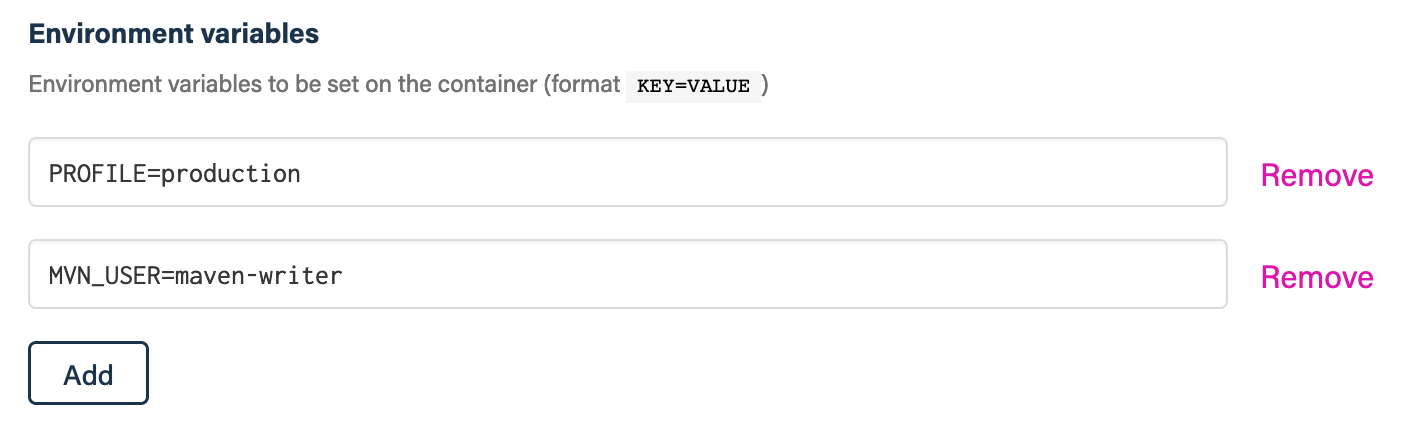 Environment variables
Environment variables to be set on the container (format KEY=VALUE )
PROFILE=production Remove
MVN_USER=maven-writer Remove
Add